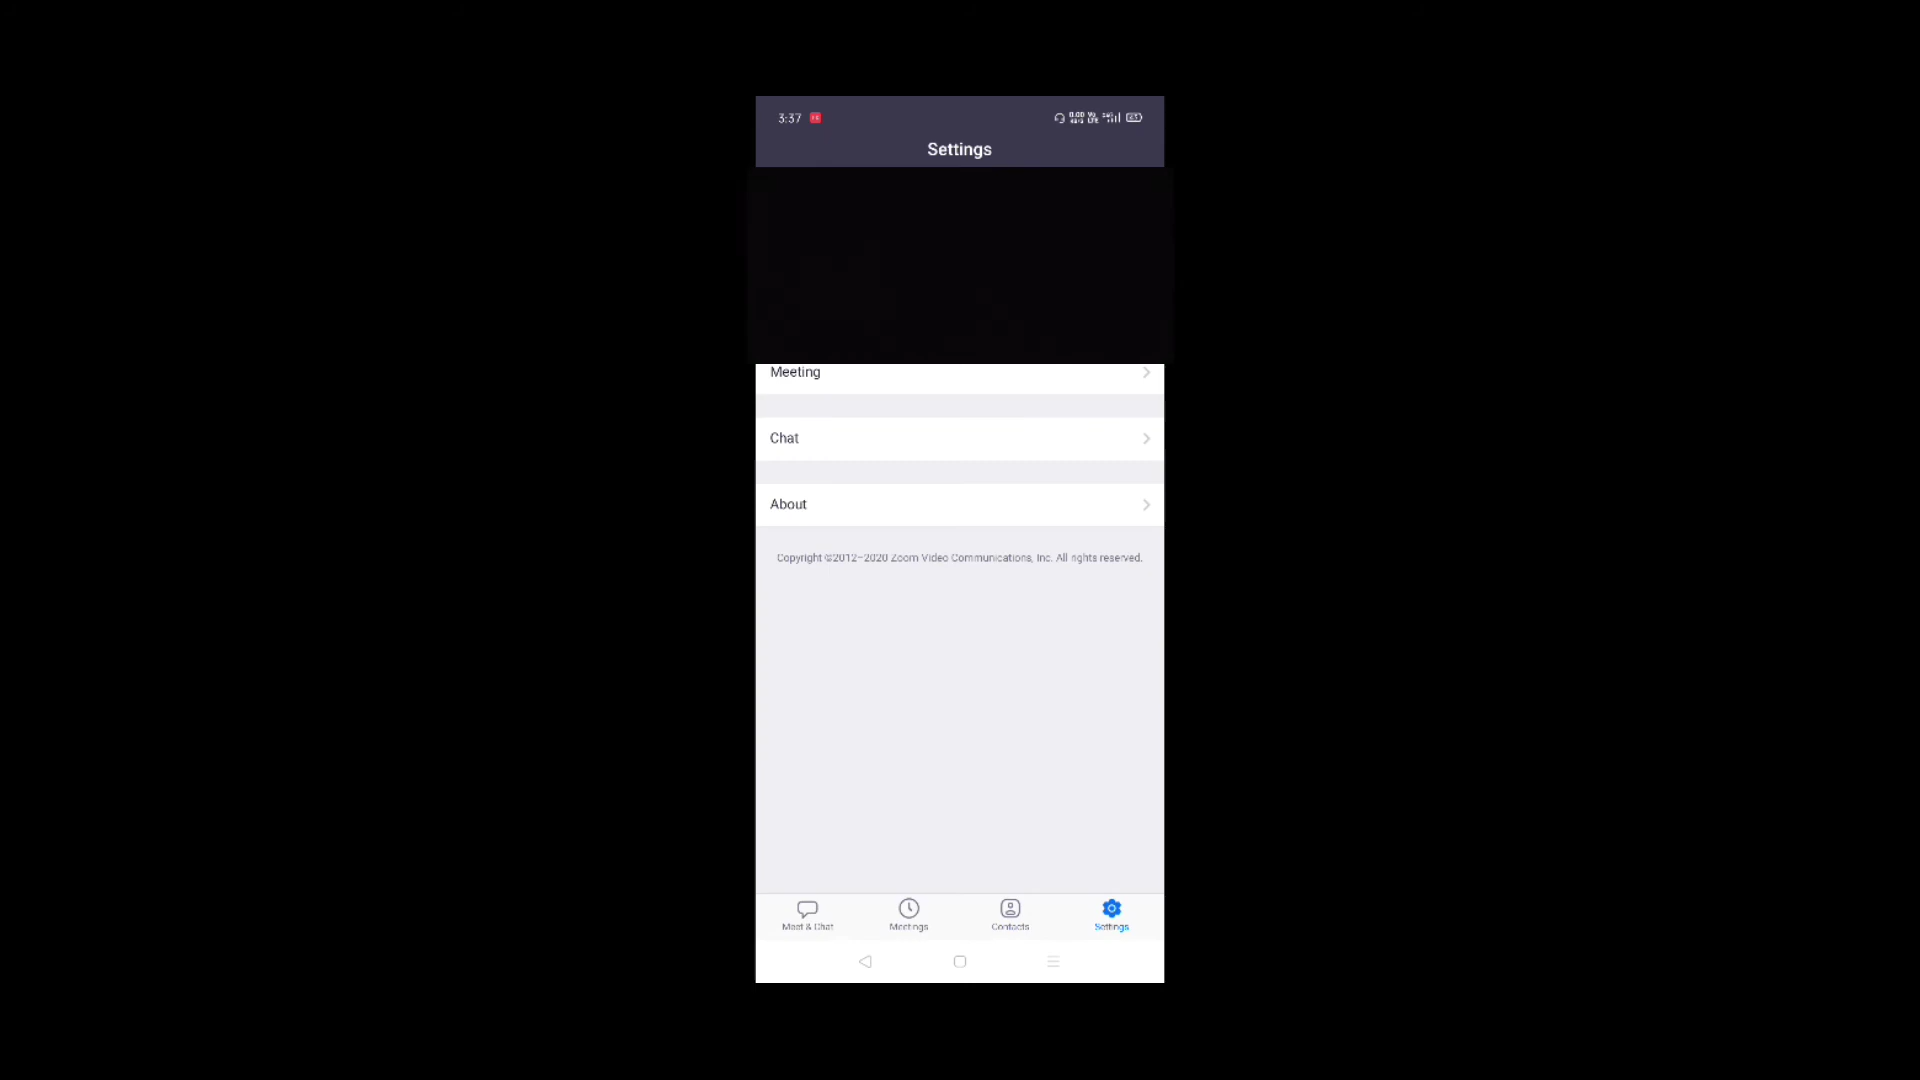 3:37
Settings
Meeting
Chat
About
Copyright ©2012-2020 Zoom Video Communications, Inc. All rights reserved.
Meet & Chat Meetings Contacts Settings